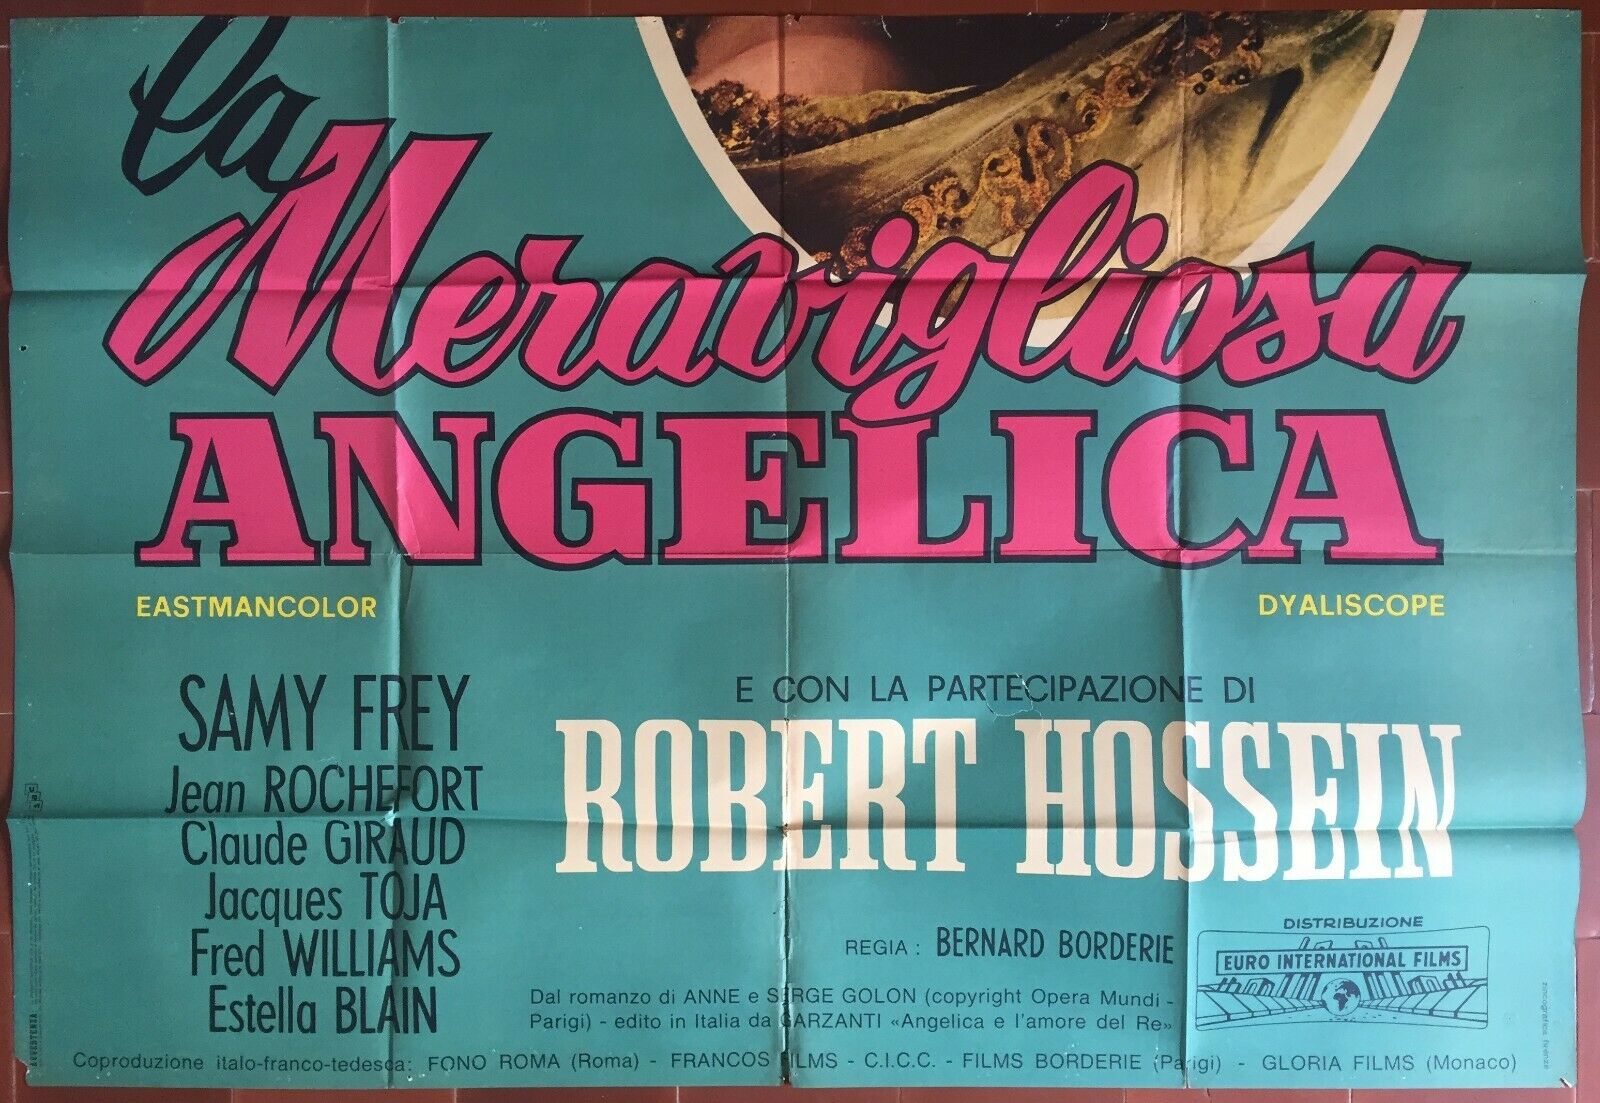 la
Meravigliosa
ANGELICA
EASTMANCOLOR
DYALISCOPE
SAMY FREY
Jean ROCHEFORT
Claude GIRAUD
Jacques TOJA
Fred WILLIAMS
Estella BLAIN
E CON LA PARTECIPAZIONE DI
ROBERT HOSSEIN
REGIA : BERNARD BORDERIE
DISTRIBUZIONE
EURO INTERNATIONAL FILMS
Dal romanzo di ANNE e SERGE GOLON (copyright Opera Mundi -
Parigi) - edito in Italia da GARZANTI «Angelica e l'amore del Re»
Coproduzione italo-franco-tedesca: FONO ROMA (Roma) - FRANCOS FILMS - C.I.C.C. - FILMS BORDERIE (Parigi) - GLORIA FILMS (Monaco)
AVVERTENZA
zincografica firenze